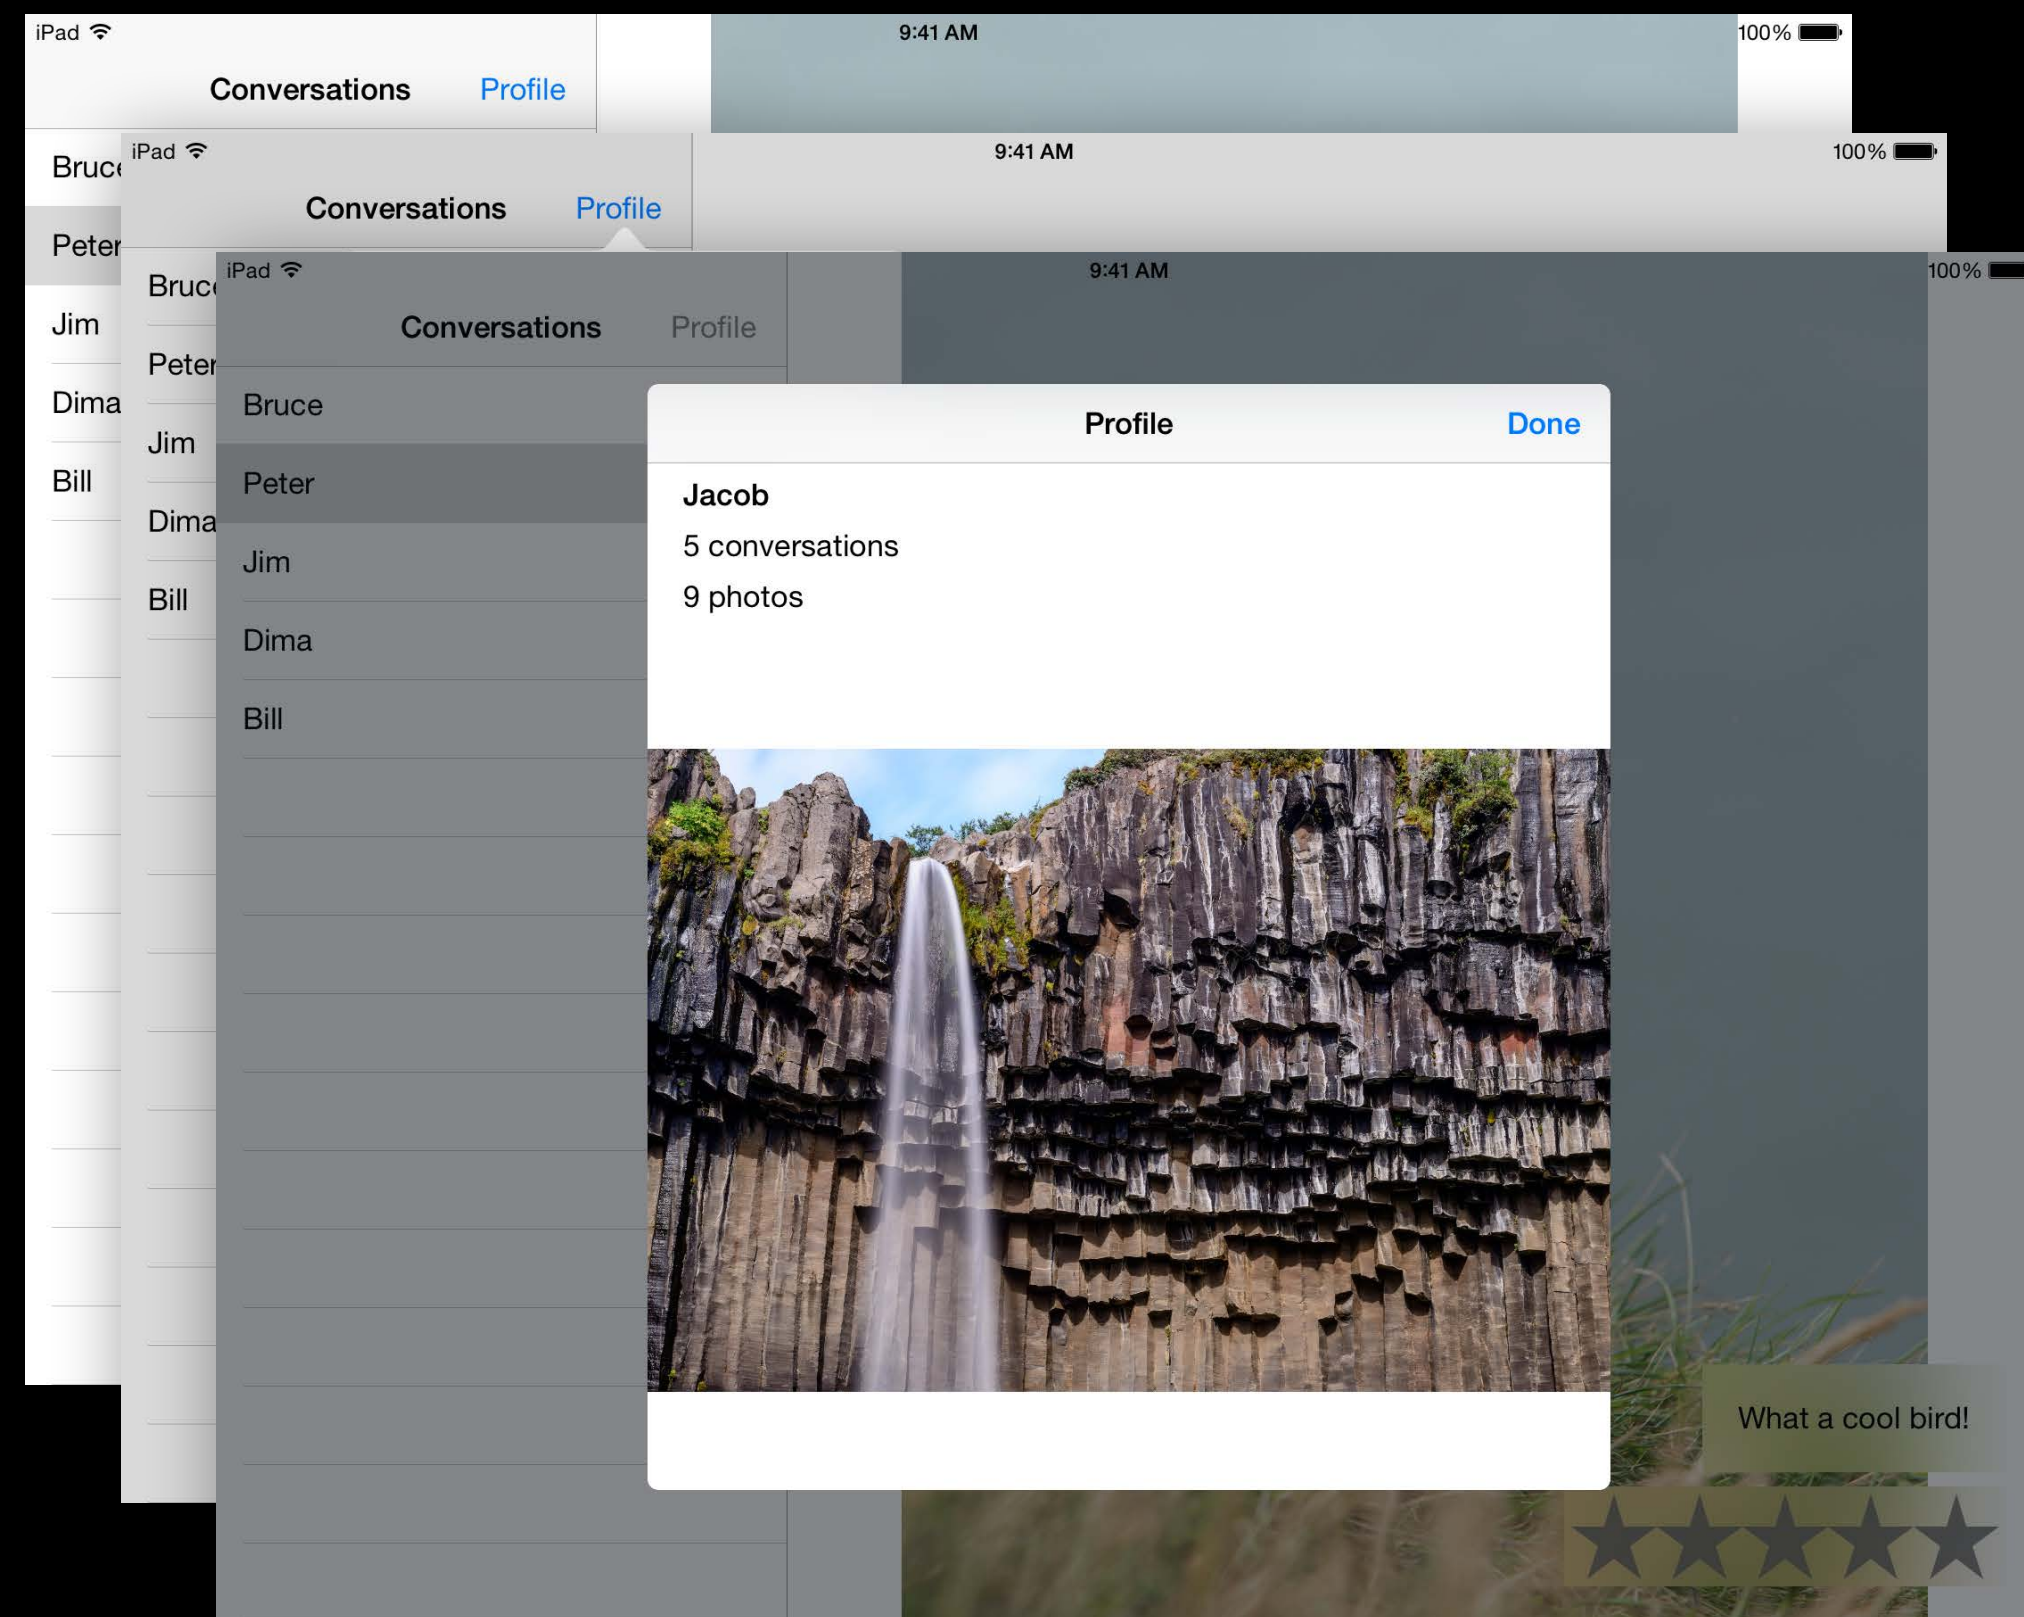 iPad 9:41 AM 100%
Conversations Profile
Bruce
Peter
Jim
Dima
Bill
iPad 9:41 AM 100%
Conversations Profile
Bruce
Peter
Jim
Dima
Bill
iPad 9:41 AM 100%
Conversations Profile
Bruce
Peter
Jim
Dima
Bill
Profile Done
Jacob
5 conversations
9 photos
What a cool bird!